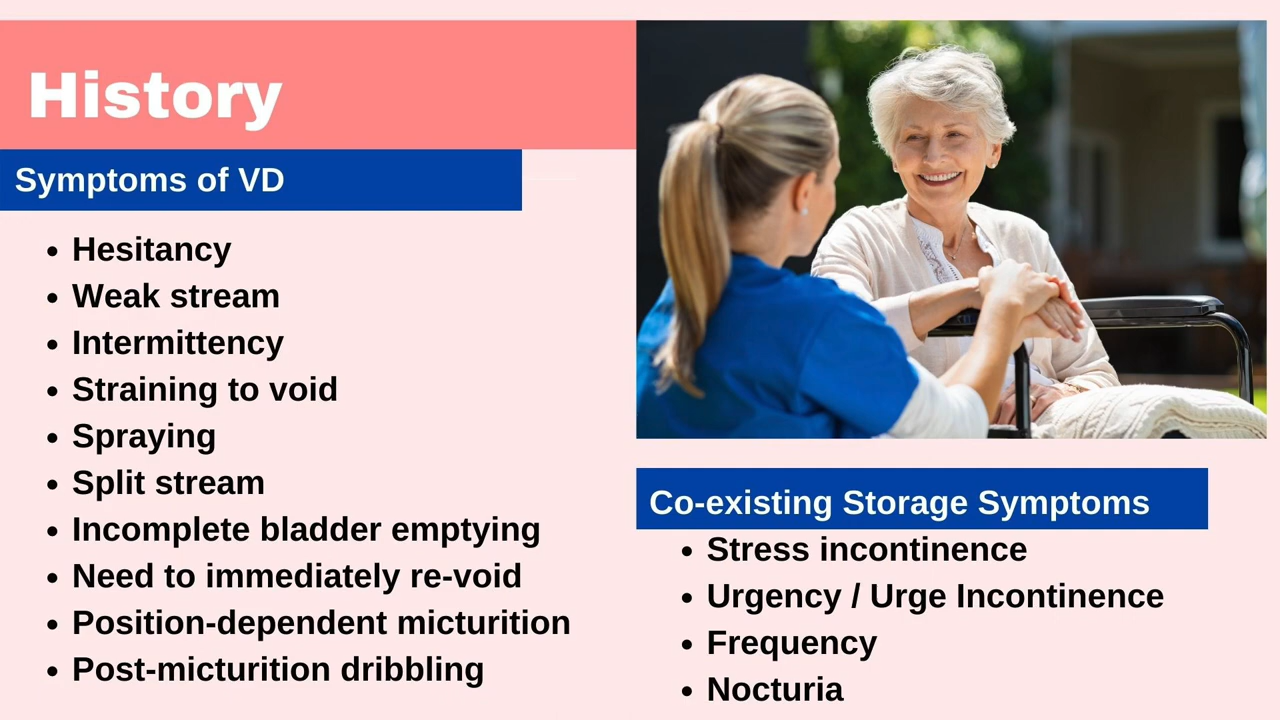 History
Symptoms of VD
• Hesitancy
• Weak stream
• Intermittency
• Straining to void
• Spraying
• Split stream
• Incomplete bladder emptying
• Need to immediately re-void
• Position-dependent micturition
• Post-micturition dribbling
Co-existing Storage Symptoms
• Stress incontinence
• Urgency / Urge Incontinence
• Frequency
• Nocturia